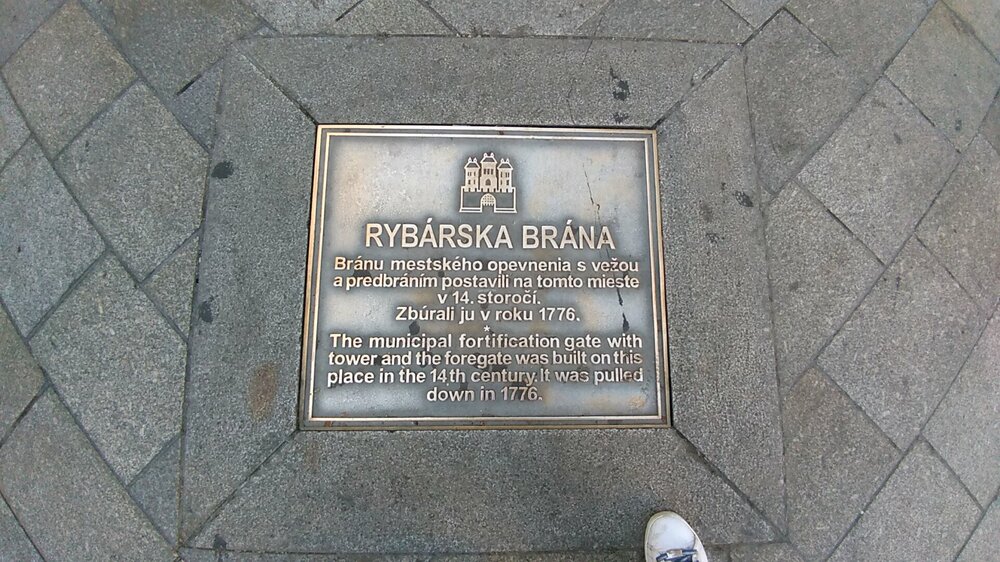 RYBÁRSKA BRÁNA
Bránu mestského opevnenia s vežou
a predbráním postavili na tomto mieste
v 14. storočí.
Zbúrali ju v roku 1776.
*
The municipal fortification gate with
tower and the foregate was built on this
place in the 14th century. It was pulled
down in 1776.